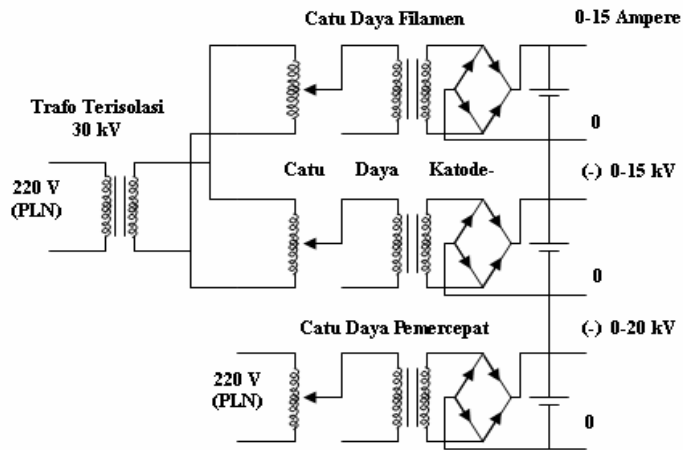 Catu Daya Filamen
0-15 Ampere
Trafo Terisolasi
30 kV
0
220 V
(PLN)
Catu Daya Katode-
(-) 0-15 kV
0
Catu Daya Pemercepat
(-) 0-20 kV
220 V
(PLN)
0